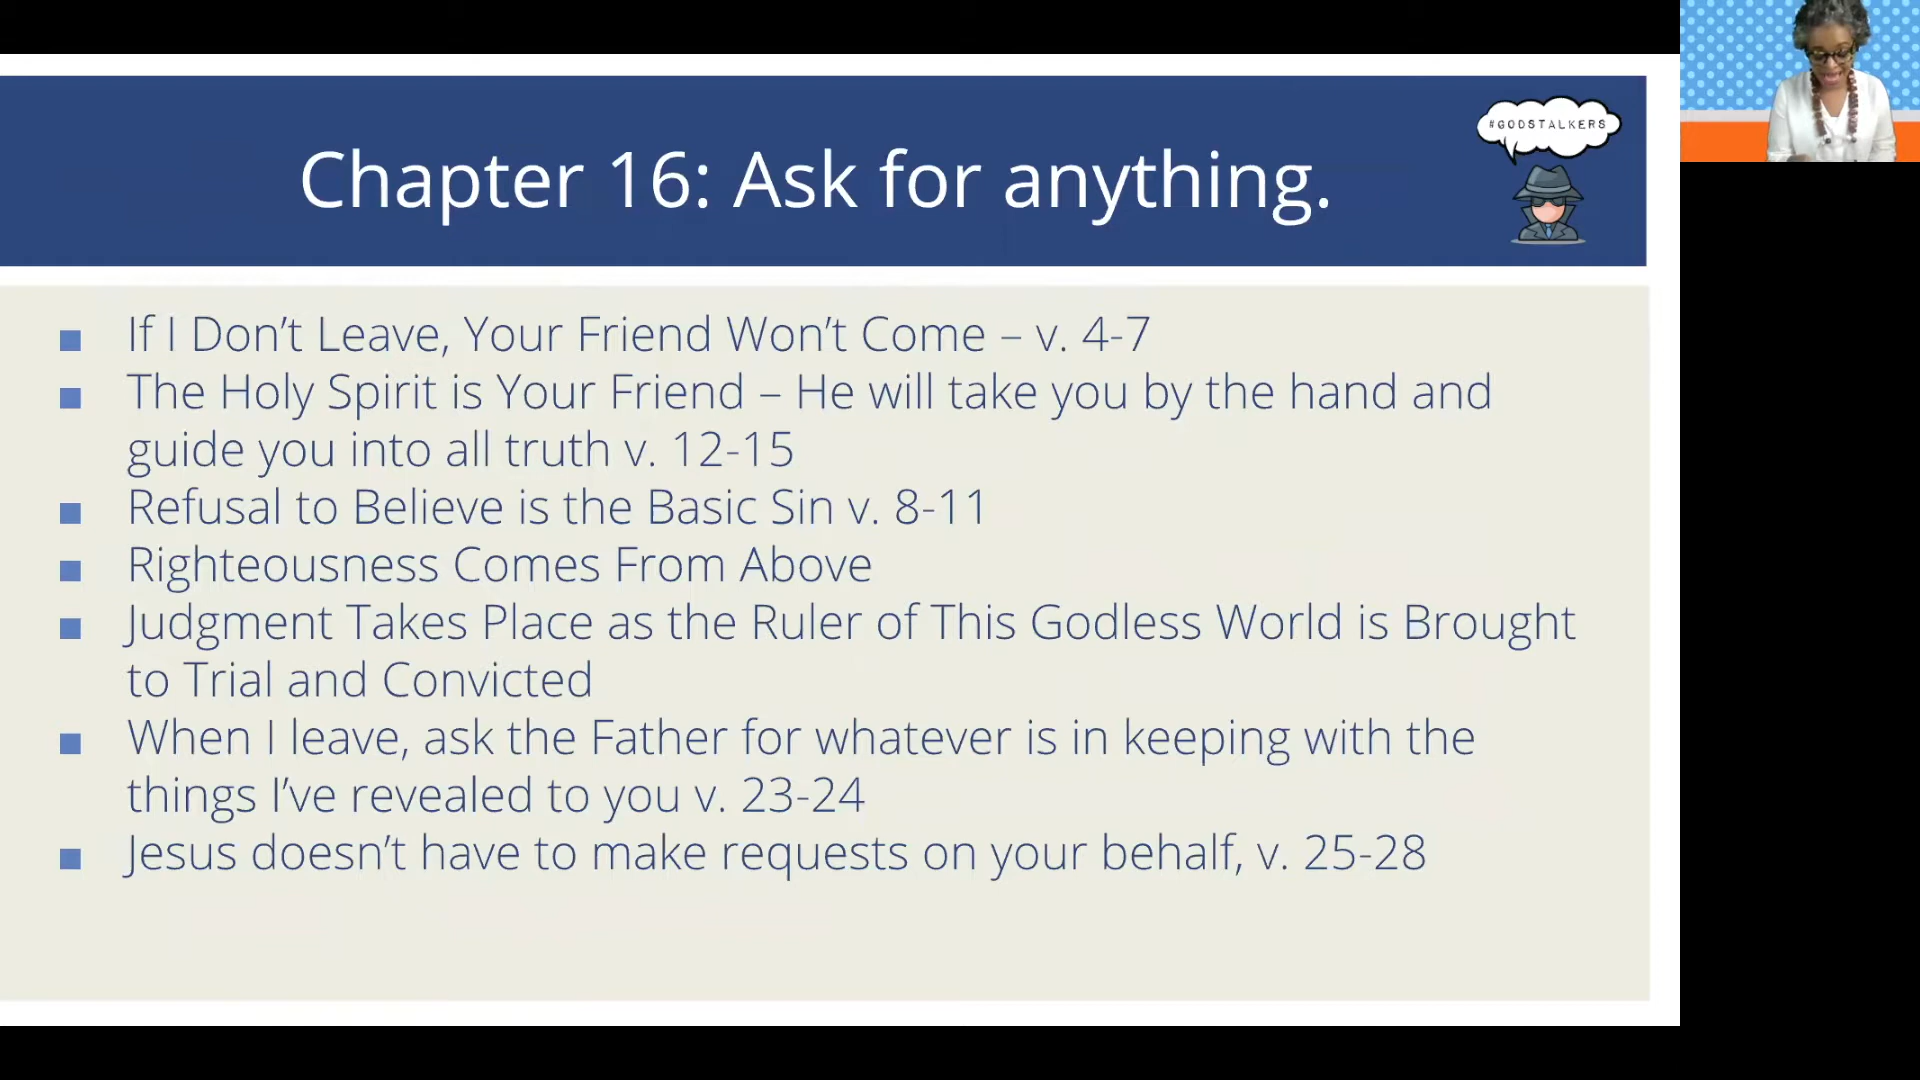 #GODSTALKERS
Chapter 16: Ask for anything.
If I Don’t Leave, Your Friend Won’t Come – v. 4-7
The Holy Spirit is Your Friend – He will take you by the hand and
guide you into all truth v. 12-15
Refusal to Believe is the Basic Sin v. 8-11
Righteousness Comes From Above
Judgment Takes Place as the Ruler of This Godless World is Brought
to Trial and Convicted
When I leave, ask the Father for whatever is in keeping with the
things I’ve revealed to you v. 23-24
Jesus doesn’t have to make requests on your behalf, v. 25-28